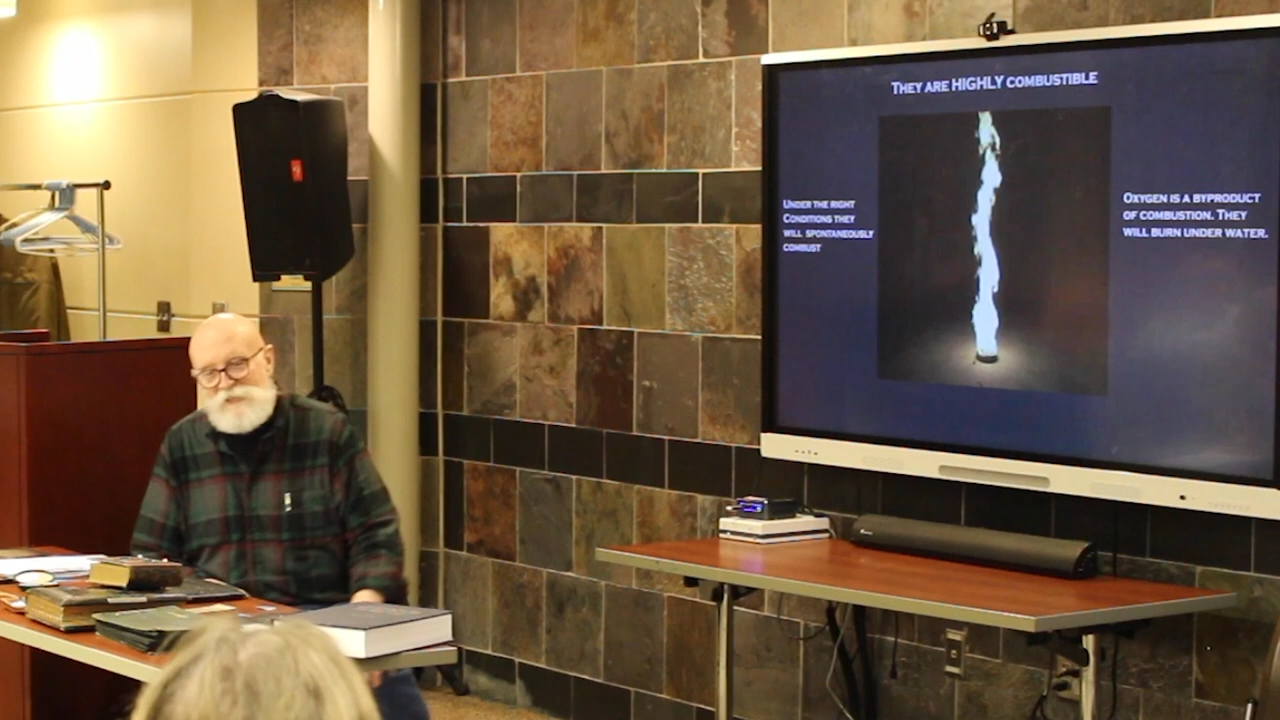 THEY ARE HIGHLY COMBUSTIBLE
UNDER THE RIGHT
CONDITIONS THEY
WILL SPONTANEOUSLY
COMBUST
OXYGEN IS A BYPRODUCT
OF COMBUSTION. THEY
WILL BURN UNDER WATER.